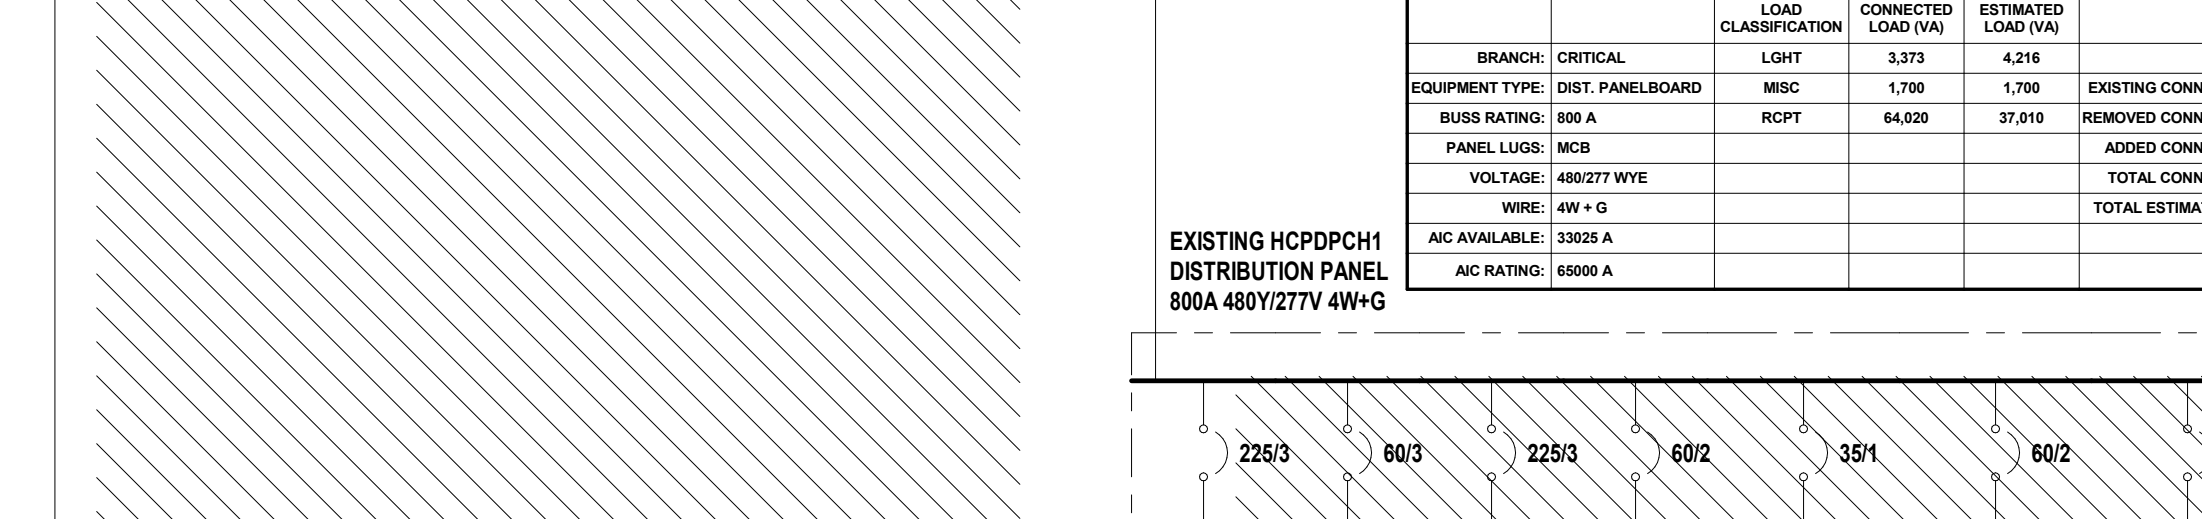 LOAD CLASSIFICATION CONNECTED LOAD (VA) ESTIMATED LOAD (VA)
BRANCH: CRITICAL LGHT 3,373 4,216
EQUIPMENT TYPE: DIST. PANELBOARD MISC 1,700 1,700 EXISTING CONN
BUSS RATING: 800 A RCPT 64,020 37,010 REMOVED CONN
PANEL LUGS: MCB ADDED CONN
VOLTAGE: 480/277 WYE TOTAL CONN
WIRE: 4W + G TOTAL ESTIMA
AIC AVAILABLE: 33025 A
AIC RATING: 65000 A
EXISTING HCPDPCH1
DISTRIBUTION PANEL
800A 480Y/277V 4W+G
225/3 60/3 225/3 60/2 35/1 60/2